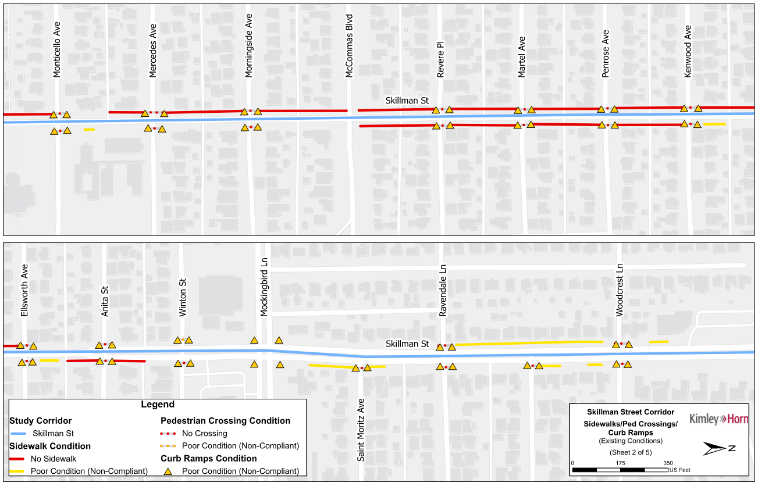 Monticello Ave
Mercedes Ave
Morningside Ave
McCommas Blvd
Revere Pl
Martel Ave
Penrose Ave
Kenwood Ave
Skillman St
Ellsworth Ave
Anita St
Winton St
Mockingbird Ln
Ravendale Ln
Woodcrest Ln
Skillman St
Saint Moritz Ave
Legend
Study Corridor
Skillman St
Sidewalk Condition
No Sidewalk
Poor Condition (Non-Compliant)
Pedestrian Crossing Condition
No Crossing
Poor Condition (Non-Compliant)
Curb Ramps Condition
Poor Condition (Non-Compliant)
Skillman Street Corridor
Sidewalks/Ped Crossings/
Curb Ramps
(Existing Conditions)
(Sheet 2 of 5)
0 175 350
US Feet
Kimley»Horn
N